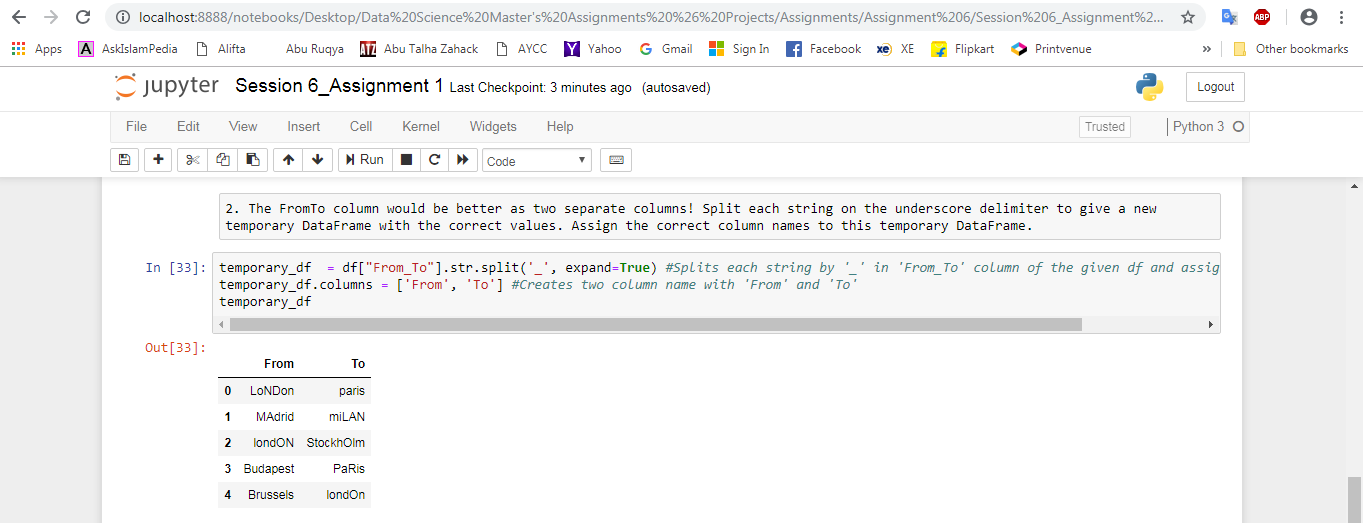 localhost:8888/notebooks/Desktop/Data%20Science%20Master's%20Assignments%20%26%20Projects/Assignments/Assignment%206/Session%206_Assignment%2...
ABP
Apps AskIslamPedia Alifta Abu Ruqya Abu Talha Zahack AYCC Yahoo Gmail Sign In Facebook XE Flipkart Printvenue » Other bookmarks
jupyter Session 6_Assignment 1 Last Checkpoint: 3 minutes ago (autosaved) Logout
File Edit View Insert Cell Kernel Widgets Help Trusted Python 3
Run Code
2. The FromTo column would be better as two separate columns! Split each string on the underscore delimiter to give a new
temporary DataFrame with the correct values. Assign the correct column names to this temporary DataFrame.
In [33]: temporary_df  = df["From_To"].str.split('_', expand=True) #Splits each string by '_' in 'From_To' column of the given df and assig
temporary_df.columns = ['From', 'To'] #Creates two column name with 'From' and 'To'
temporary_df
Out[33]:
From To
0 LoNDon paris
1 MAdrid miLAN
2 londON StockhOlm
3 Budapest PaRis
4 Brussels londOn